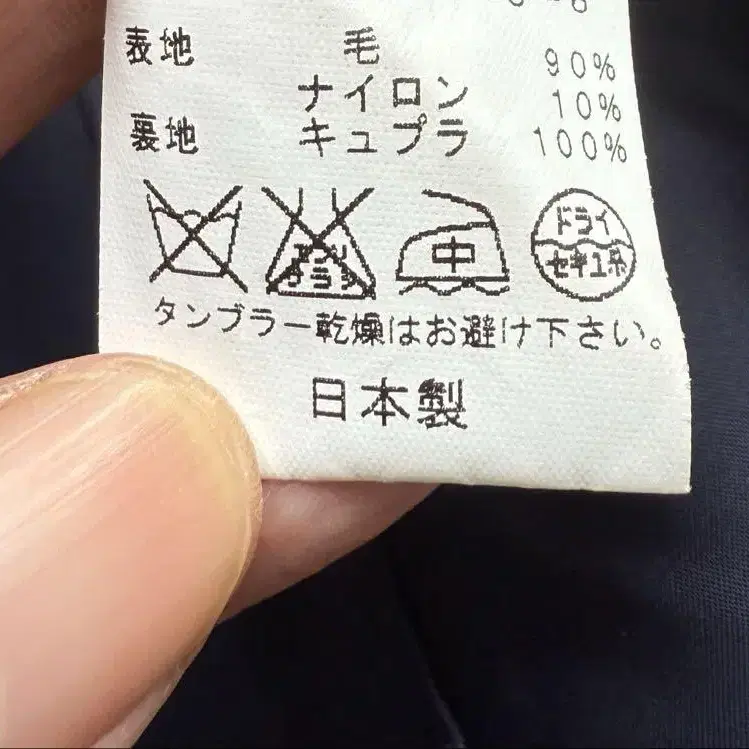 表地 毛 90%
ナイロン 10%
裏地 キュプラ 100%
中 ドライ
セキユ系
タンブラー乾燥はお避け下さい。
日本製